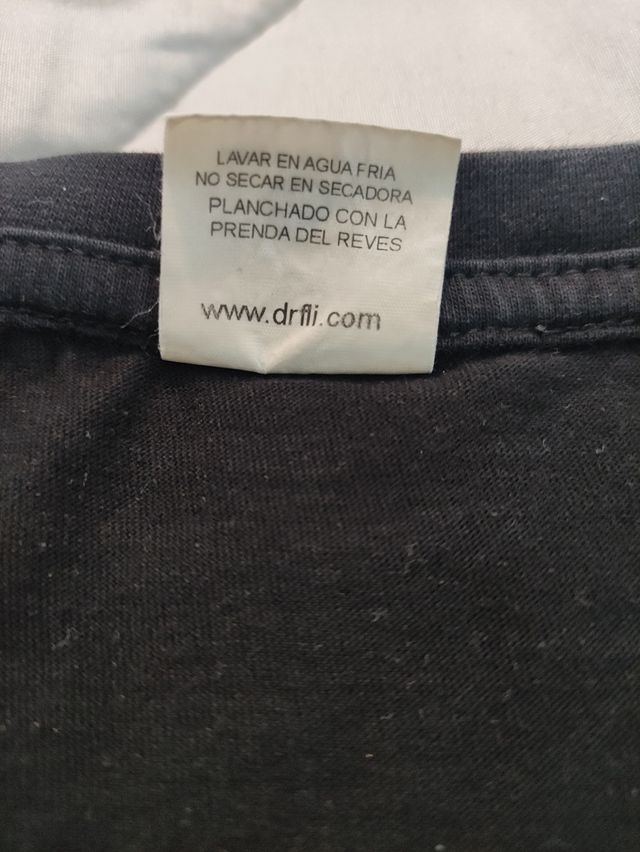 LAVAR EN AGUA FRIA
NO SECAR EN SECADORA
PLANCHADO CON LA
PRENDA DEL REVES
www.drfli.com